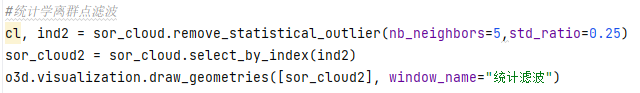 #统计学离群点滤波
cl, ind2 = sor_cloud.remove_statistical_outlier(nb_neighbors=5,std_ratio=0.25)
sor_cloud2 = sor_cloud.select_by_index(ind2)
o3d.visualization.draw_geometries([sor_cloud2], window_name="统计滤波")